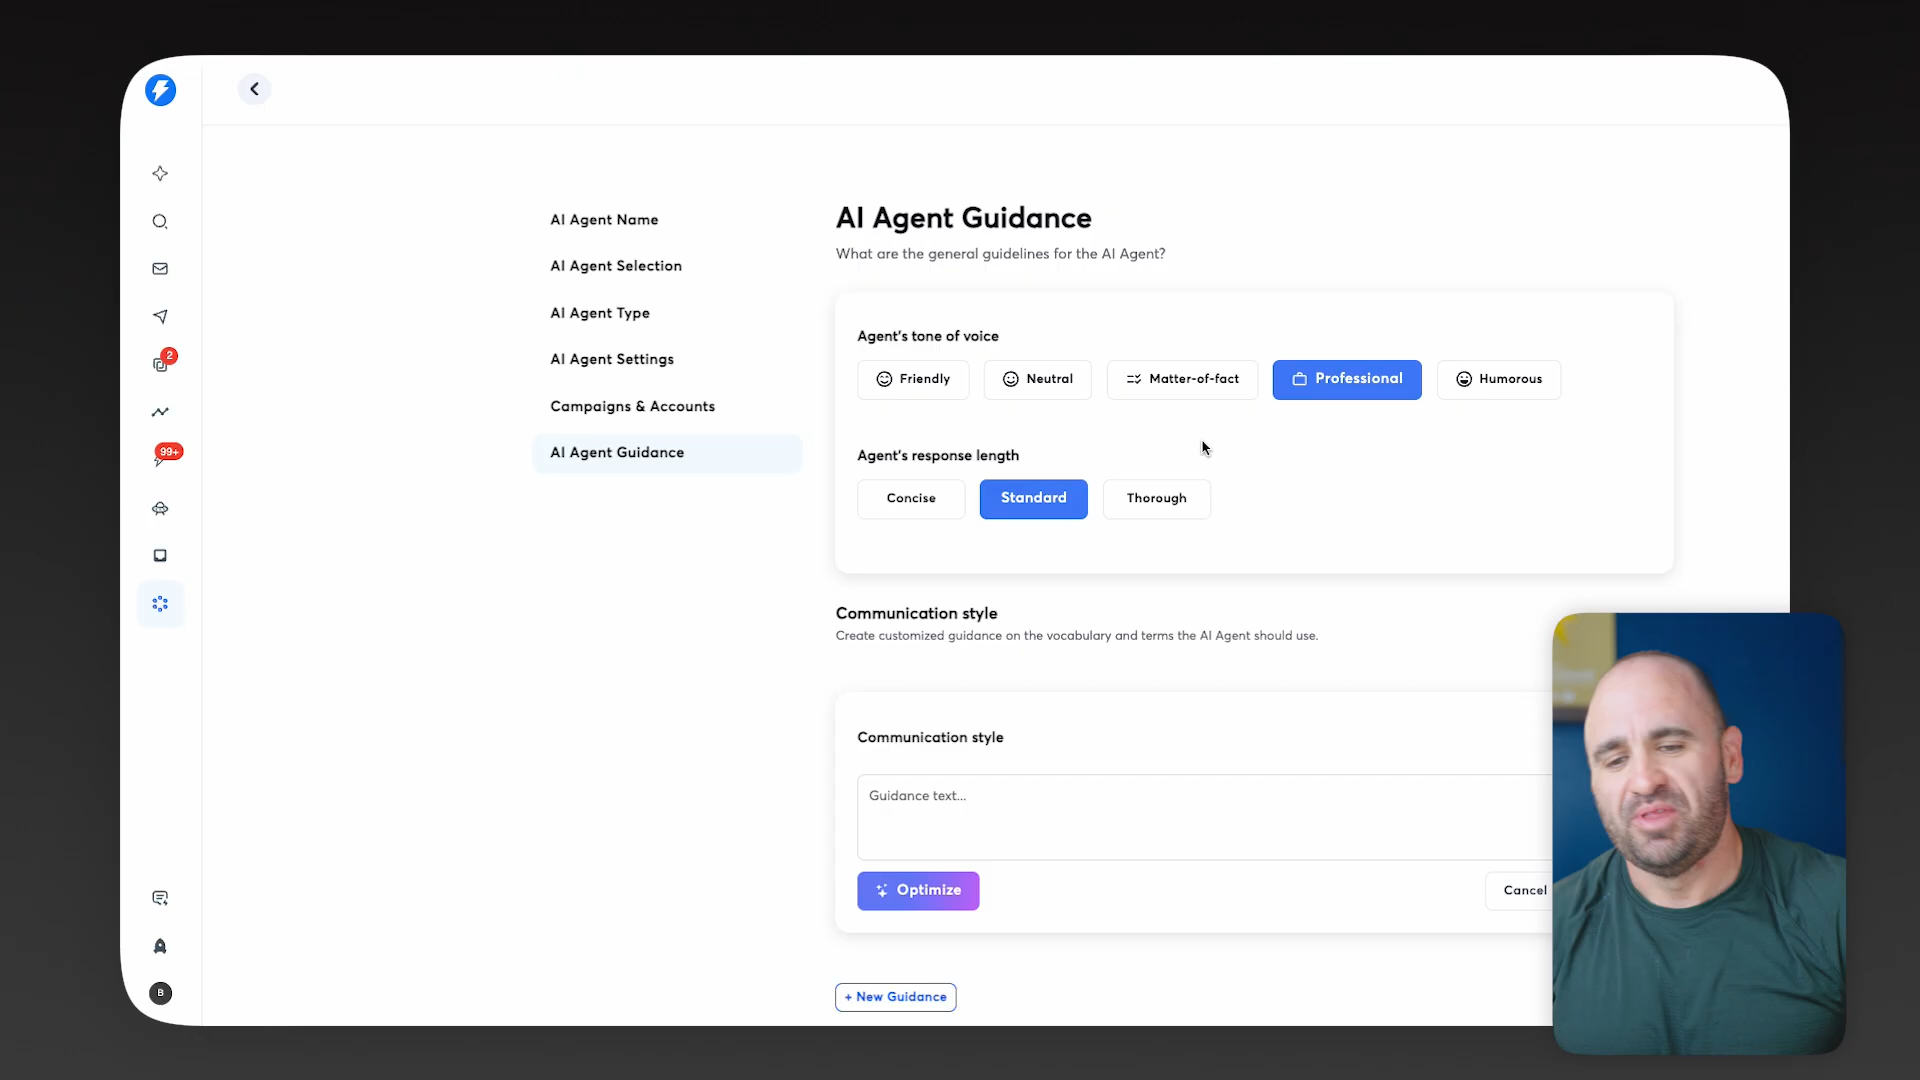 AI Agent Name
AI Agent Selection
AI Agent Type
AI Agent Settings
Campaigns & Accounts
AI Agent Guidance
2
99+
B
AI Agent Guidance
What are the general guidelines for the AI Agent?
Agent's tone of voice
Friendly
Neutral
Matter-of-fact
Professional
Humorous
Agent's response length
Concise
Standard
Thorough
Communication style
Create customized guidance on the vocabulary and terms the AI Agent should use.
Communication style
Guidance text...
Optimize
Cancel
+ New Guidance